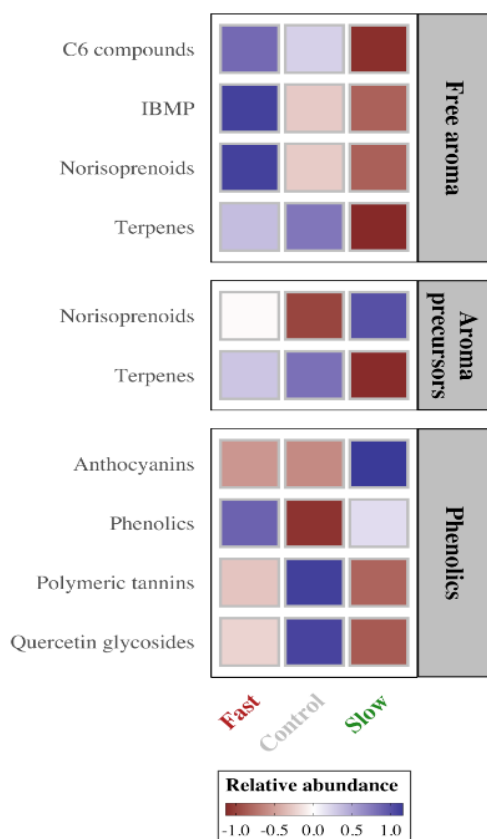 C6 compounds
IBMP
Norisoprenoids
Terpenes
Free aroma
Norisoprenoids
Terpenes
Aroma
precursors
Anthocyanins
Phenolics
Polymeric tannins
Quercetin glycosides
Phenolics
Fast
Control
Slow
Relative abundance
-1.0 -0.5 0.0 0.5 1.0